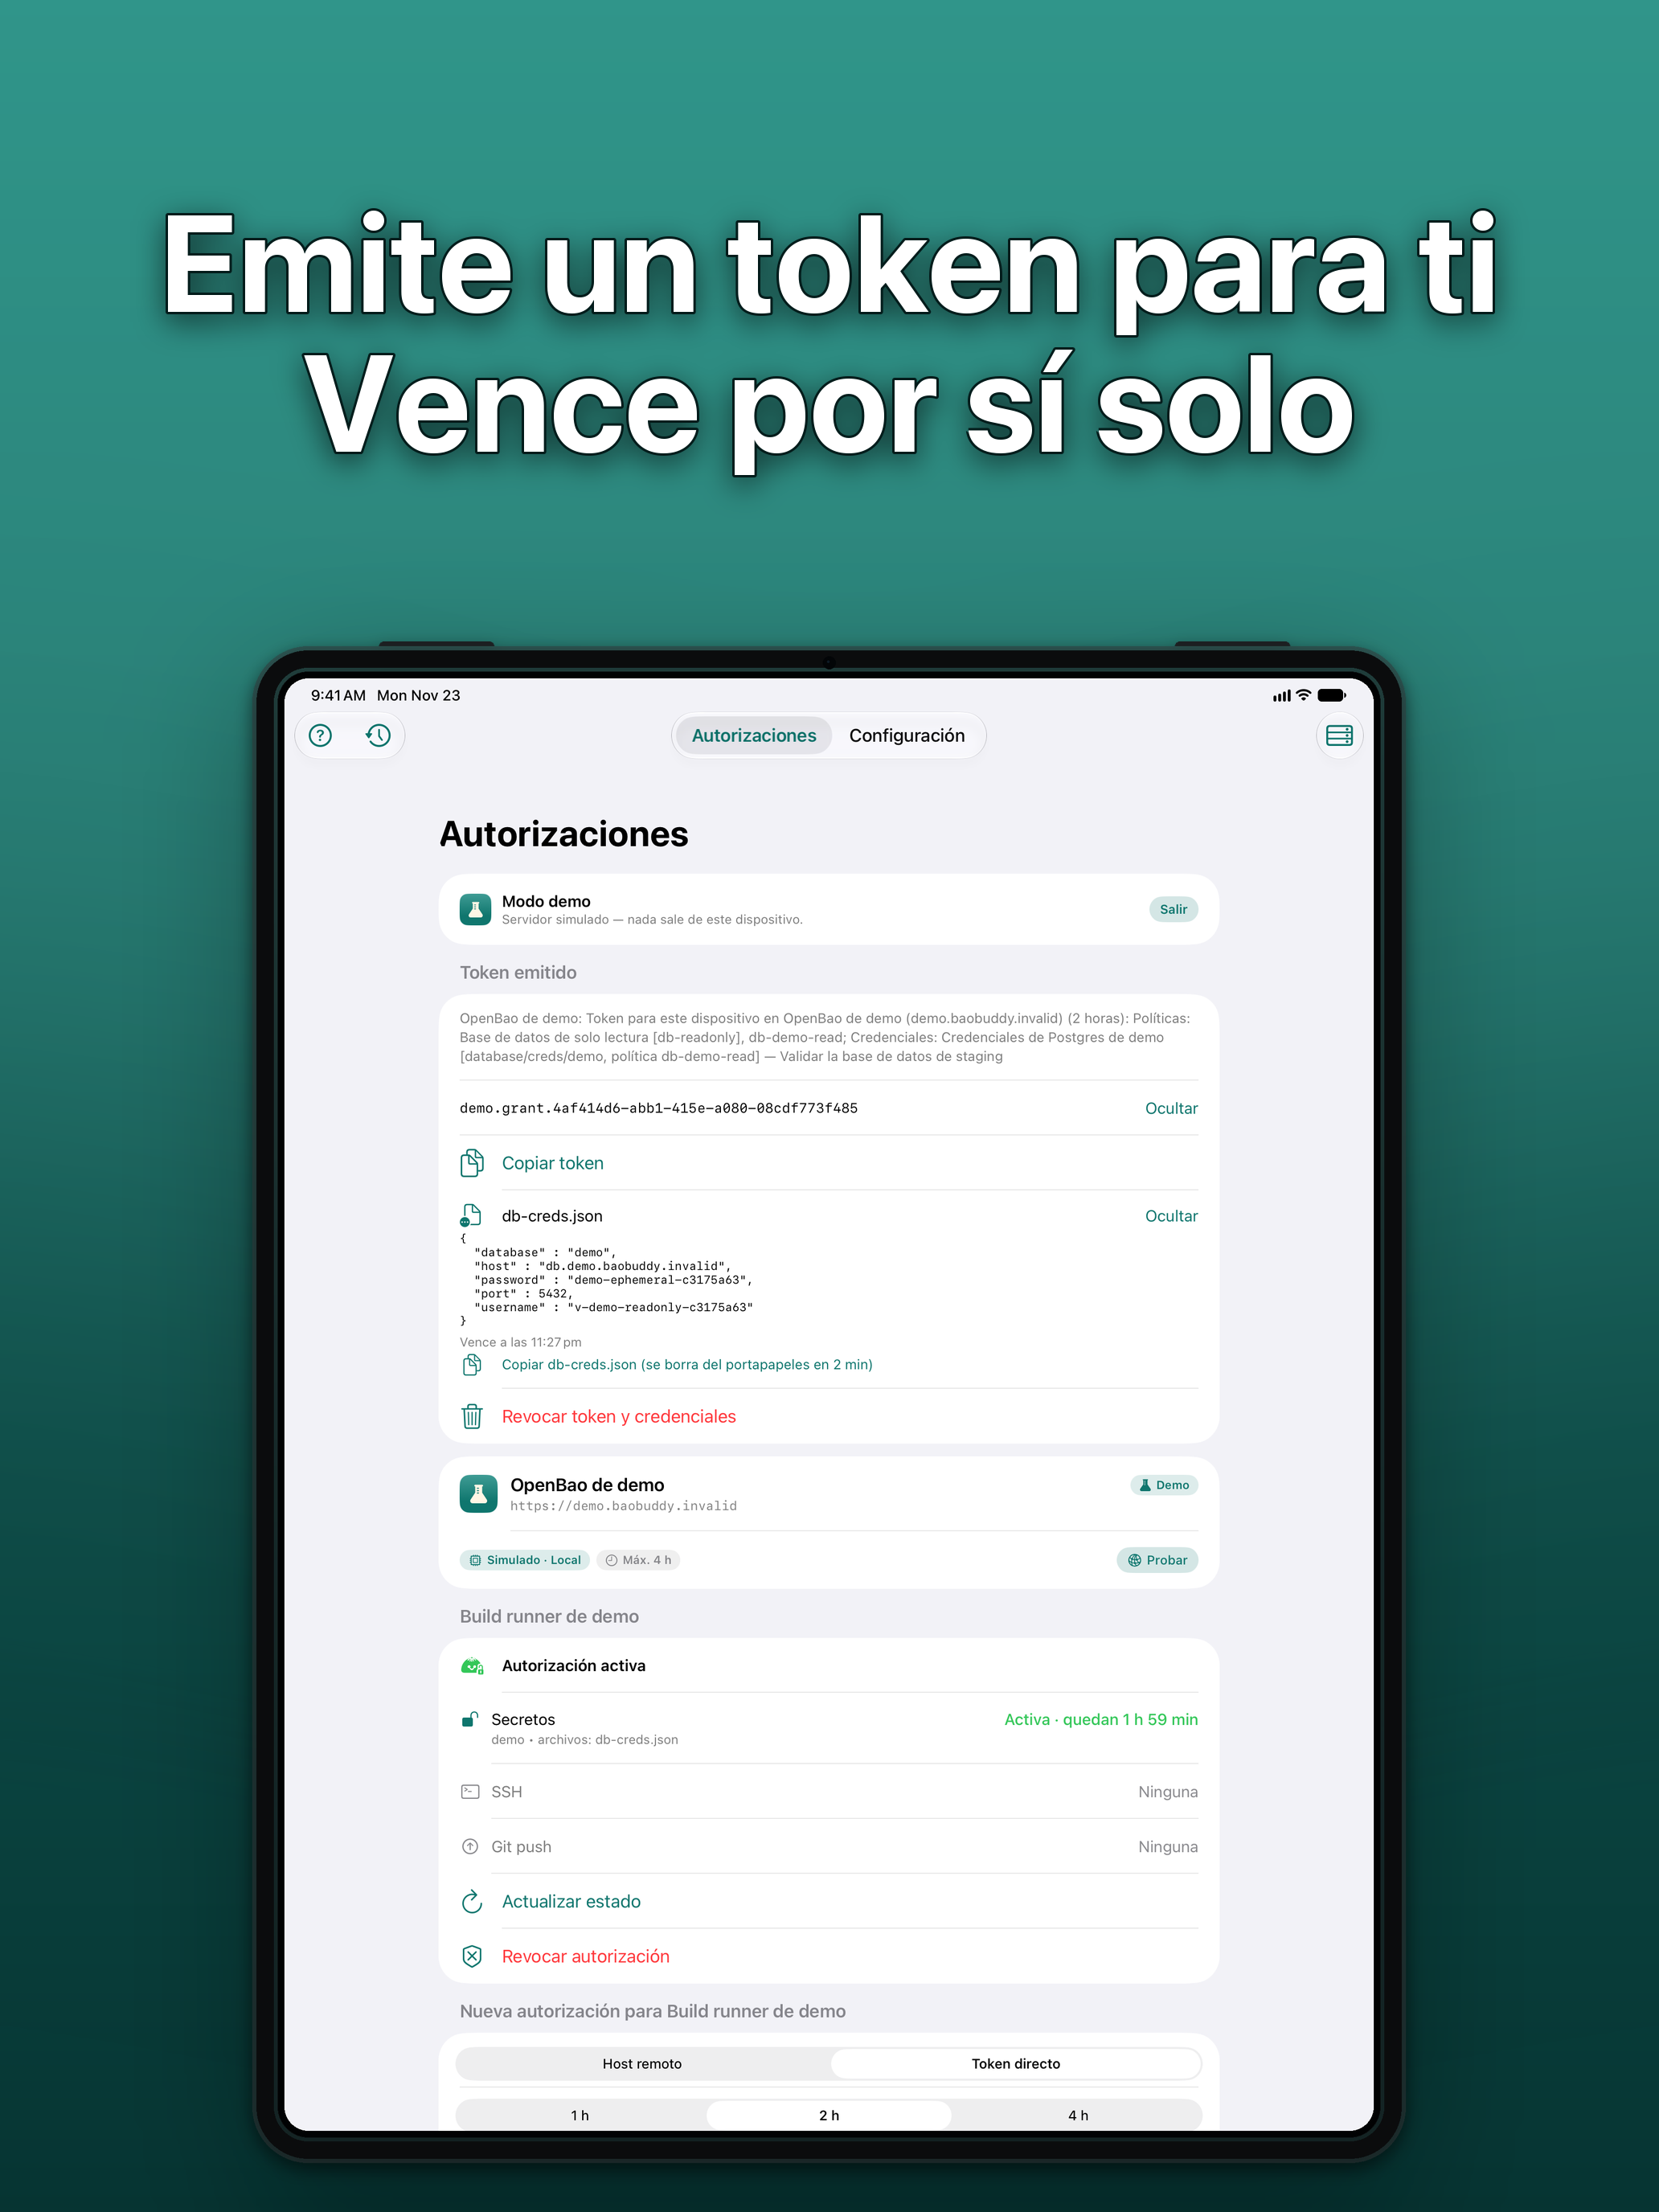 Emite un token para ti
Vence por sí solo
9:41 AM Mon Nov 23
Autorizaciones Configuración
Autorizaciones
Modo demo
Servidor simulado — nada sale de este dispositivo.
Salir
Token emitido
OpenBao de demo: Token para este dispositivo en OpenBao de demo (demo.baobuddy.invalid) (2 horas): Políticas:
Base de datos de solo lectura [db-readonly], db-demo-read; Credenciales: Credenciales de Postgres de demo
[database/creds/demo, política db-demo-read] — Validar la base de datos de staging
demo.grant.4af414d6-abb1-415e-a080-08cdf773f485 Ocultar
Copiar token
db-creds.json Ocultar
{
"database" : "demo",
"host" : "db.demo.baobuddy.invalid",
"password" : "demo-ephemeral-c3175a63",
"port" : 5432,
"username" : "v-demo-readonly-c3175a63"
}
Vence a las 11:27 pm
Copiar db-creds.json (se borra del portapapeles en 2 min)
Revocar token y credenciales
OpenBao de demo Demo
https://demo.baobuddy.invalid
Simulado · Local Máx. 4 h Probar
Build runner de demo
Autorización activa
Secretos Activa · quedan 1 h 59 min
demo • archivos: db-creds.json
SSH Ninguna
Git push Ninguna
Actualizar estado
Revocar autorización
Nueva autorización para Build runner de demo
Host remoto Token directo
1 h 2 h 4 h